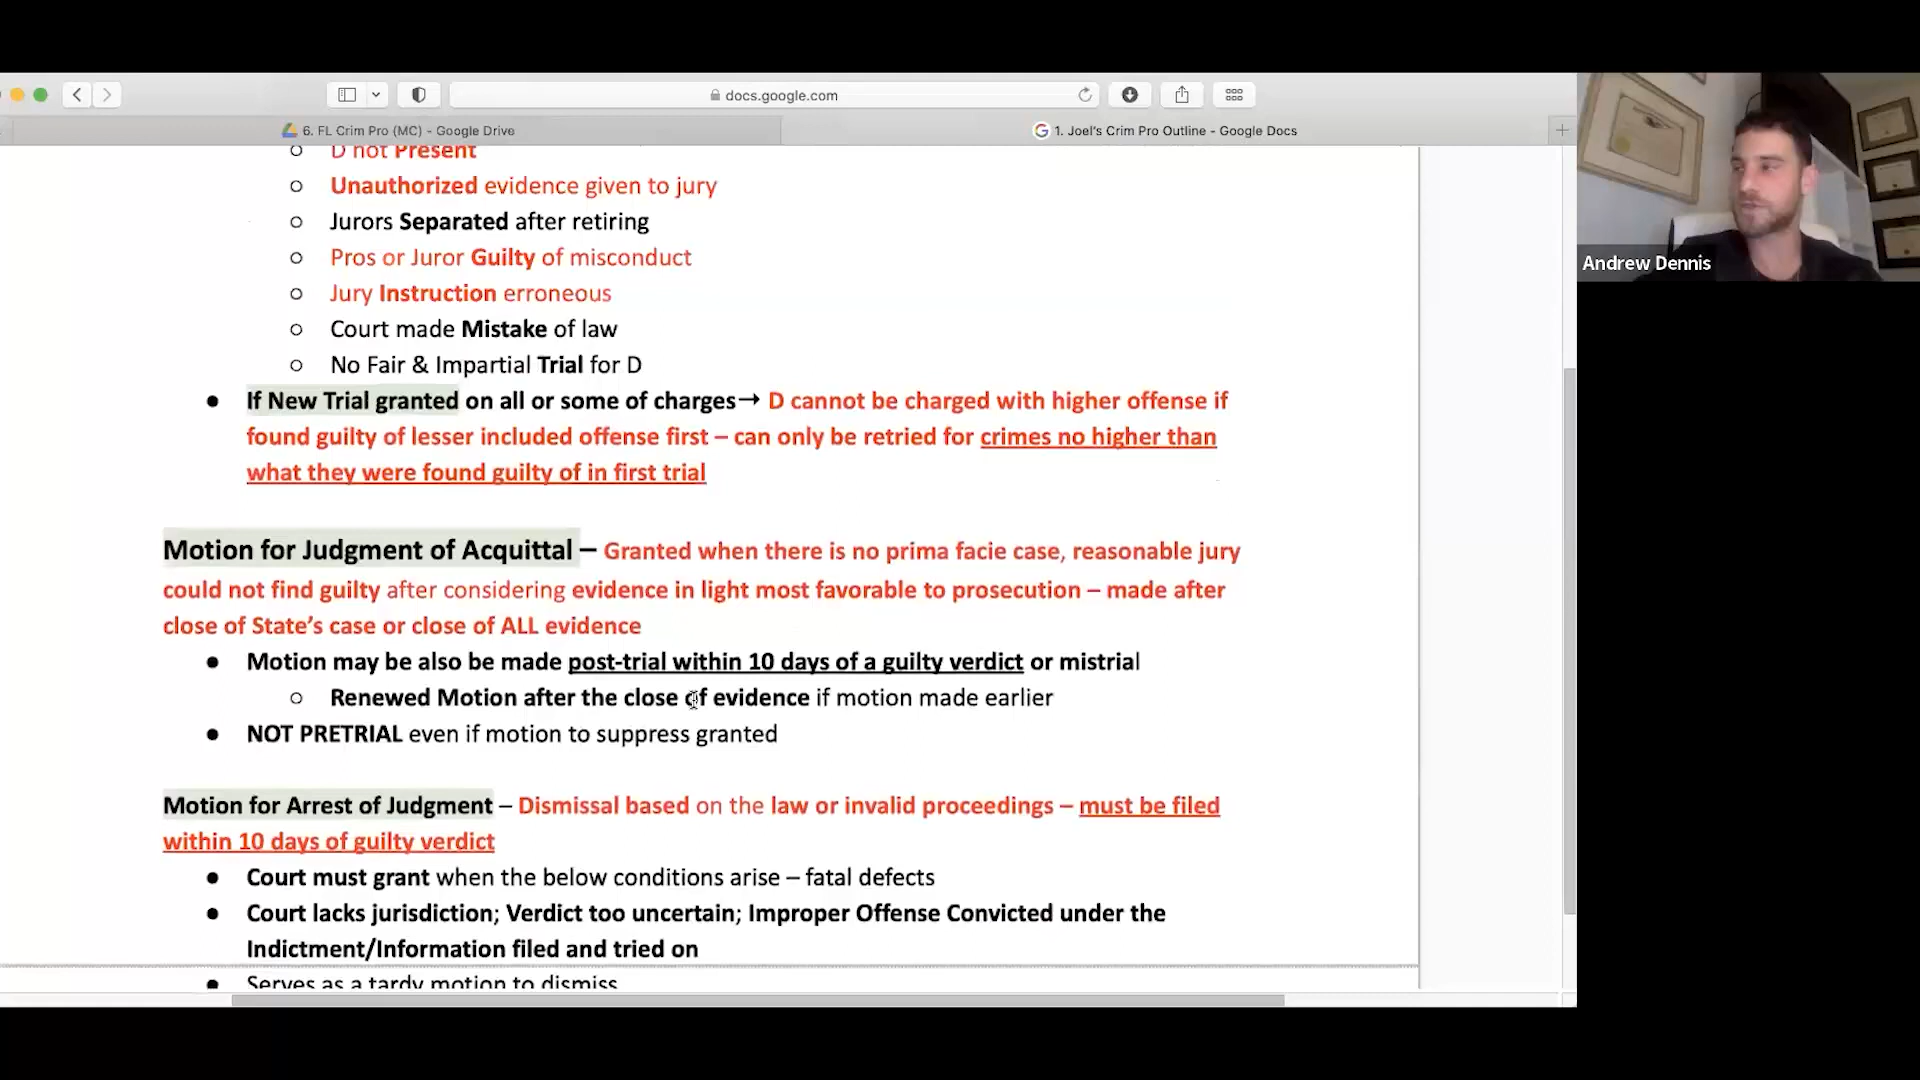 docs.google.com
6. FL Crim Pro (MC) - Google Drive
1. Joel's Crim Pro Outline - Google Docs
D not Present
Unauthorized evidence given to jury
Jurors Separated after retiring
Pros or Juror Guilty of misconduct
Jury Instruction erroneous
Court made Mistake of law
No Fair & Impartial Trial for D
If New Trial granted on all or some of charges→ D cannot be charged with higher offense if
found guilty of lesser included offense first – can only be retried for crimes no higher than
what they were found guilty of in first trial
Motion for Judgment of Acquittal – Granted when there is no prima facie case, reasonable jury
could not find guilty after considering evidence in light most favorable to prosecution – made after
close of State's case or close of ALL evidence
Motion may be also be made post-trial within 10 days of a guilty verdict or mistrial
Renewed Motion after the close of evidence if motion made earlier
NOT PRETRIAL even if motion to suppress granted
Motion for Arrest of Judgment – Dismissal based on the law or invalid proceedings – must be filed
within 10 days of guilty verdict
Court must grant when the below conditions arise – fatal defects
Court lacks jurisdiction; Verdict too uncertain; Improper Offense Convicted under the
Indictment/Information filed and tried on
Serves as a tardy motion to dismiss
Andrew Dennis